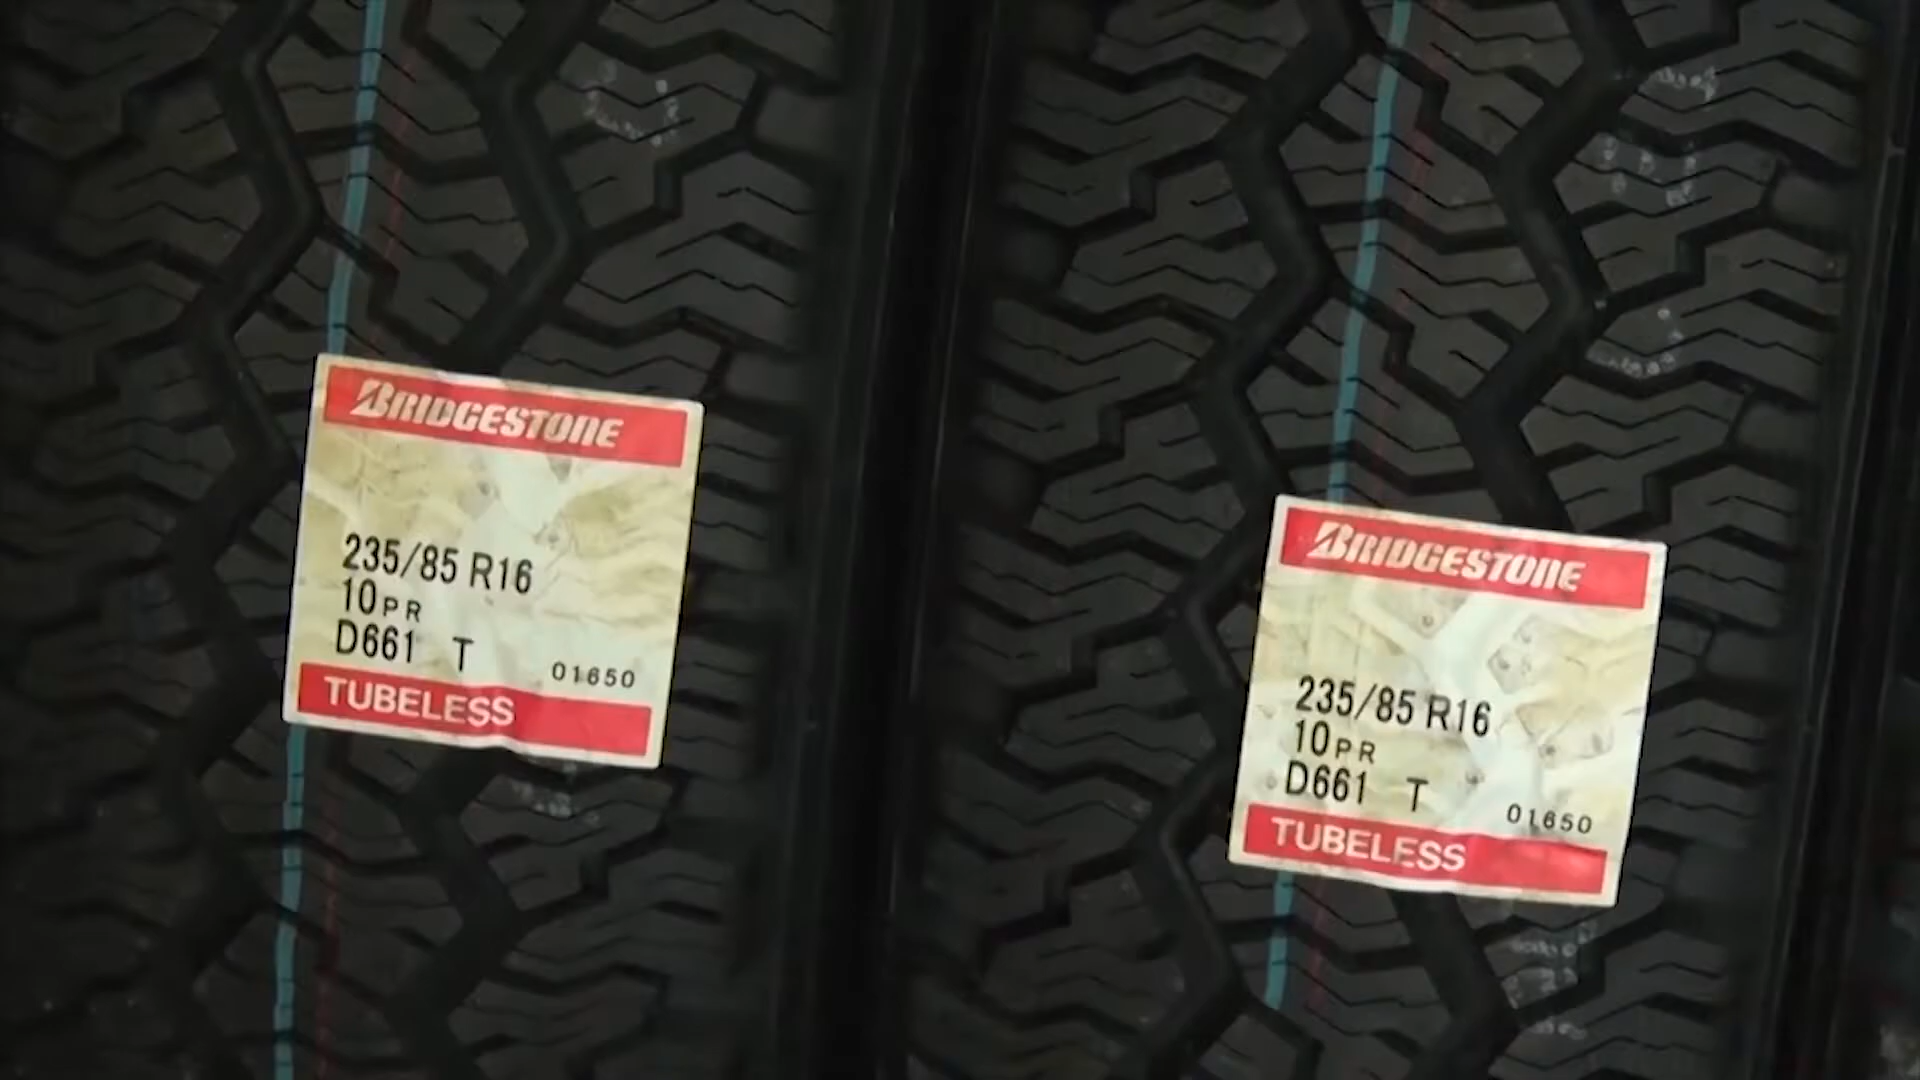 BRIDGESTONE
235/85 R16
10PR
D661 T
01650
TUBELESS
BRIDGESTONE
235/85 R16
10PR
D661 T
01650
TUBELESS